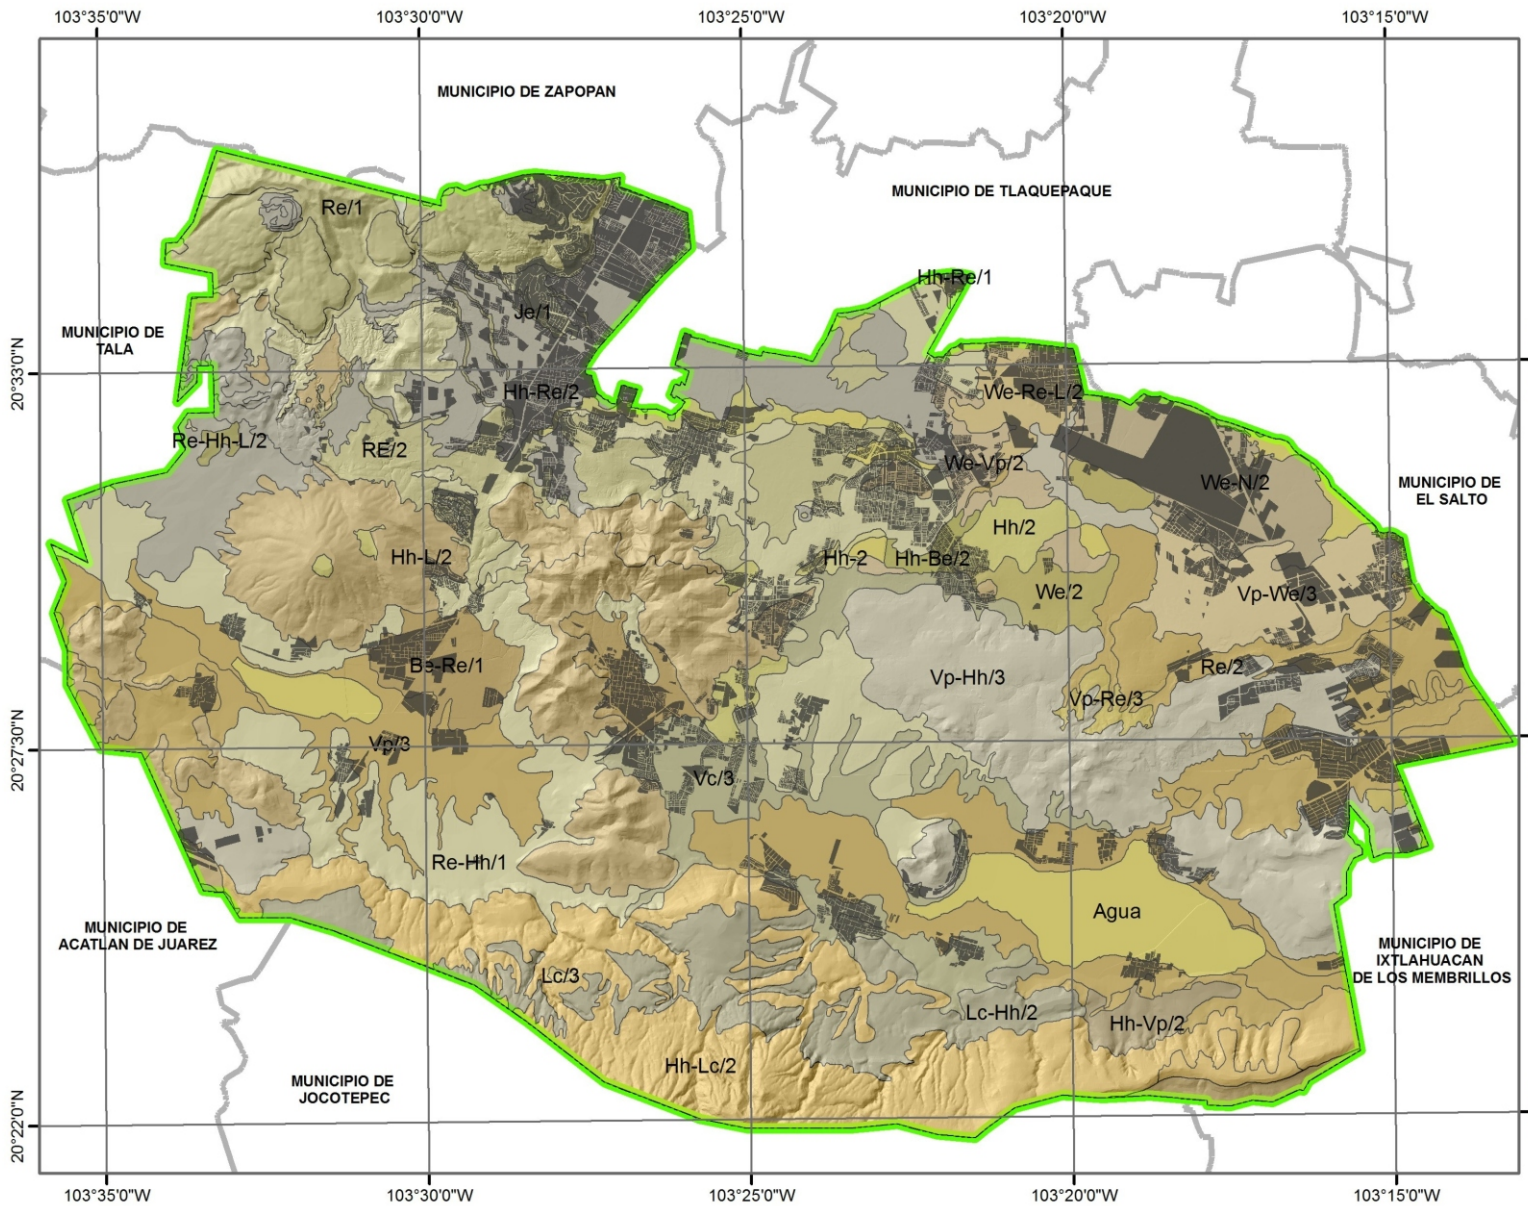 103°35'0"W 103°30'0"W 103°25'0"W 103°20'0"W 103°15'0"W
MUNICIPIO DE ZAPOPAN
MUNICIPIO DE TLAQUEPAQUE
Re/1
Hh-Re/1
Je/1
MUNICIPIO DE
TALA
20°33'0"N
Hh-Re/2
We-Re-L/2
Re-Hh-L/2
RE/2
We-Vp/2
We-N/2
MUNICIPIO DE
EL SALTO
Hh/2
Hh-L/2
Hh-2
Hh-Be/2
We/2
Vp-We/3
Be-Re/1
Vp-Hh/3
Re/2
Vp-Re/3
20°27'30"N
Vp/3
Vc/3
Re-Hh/1
Agua
MUNICIPIO DE
ACATLAN DE JUAREZ
MUNICIPIO DE
IXTLAHUACAN
DE LOS MEMBRILLOS
Lc/3
Lc-Hh/2
Hh-Vp/2
Hh-Lc/2
MUNICIPIO DE
JOCOTEPEC
20°22'0"N
103°35'0"W 103°30'0"W 103°25'0"W 103°20'0"W 103°15'0"W